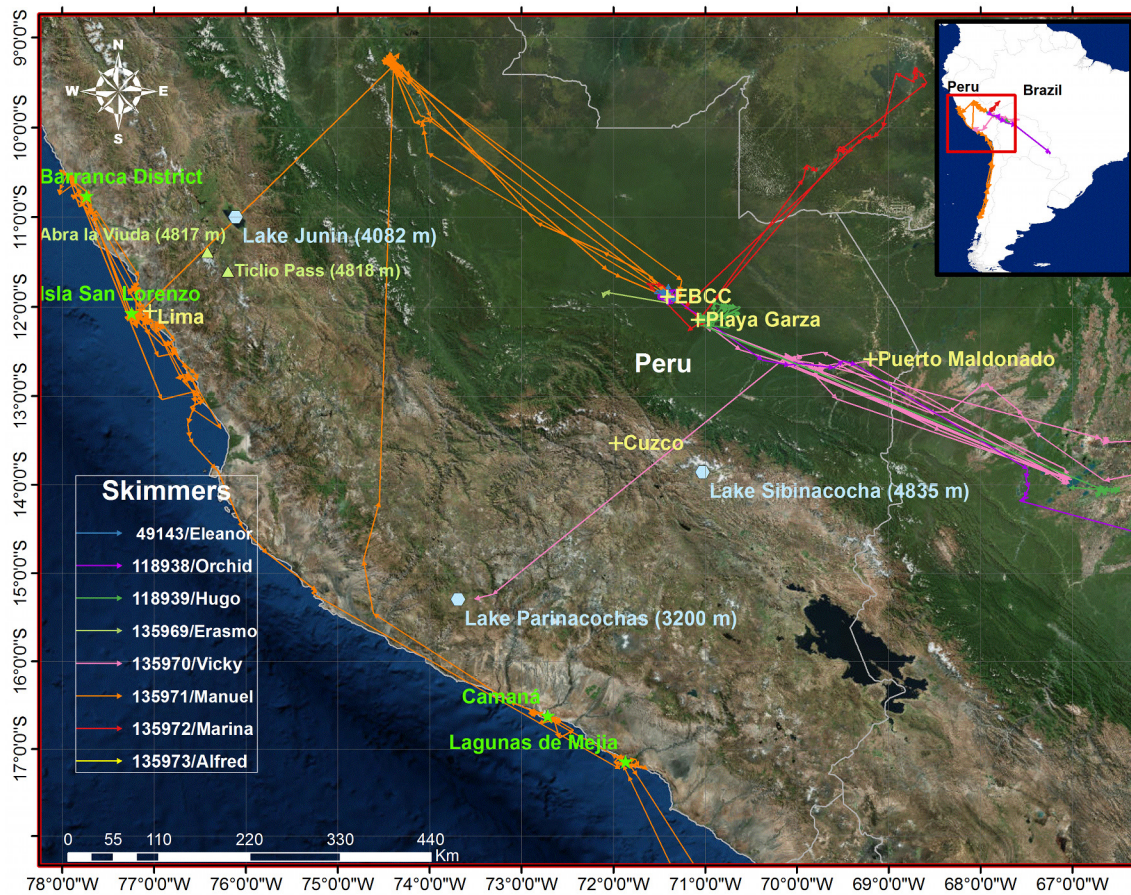 9°0'0"S
10°0'0"S
11°0'0"S
12°0'0"S
13°0'0"S
14°0'0"S
15°0'0"S
16°0'0"S
17°0'0"S
N
W
E
S
Peru
Brazil
Barranca District
Abra la Viuda (4817 m)
Lake Junin (4082 m)
Ticlio Pass (4818 m)
Isla San Lorenzo
Lima
EBCC
Playa Garza
Peru
Puerto Maldonado
Cuzco
Lake Sibinacocha (4835 m)
Lake Parinacochas (3200 m)
Camaná
Lagunas de Mejía
Skimmers
49143/Eleanor
118938/Orchid
118939/Hugo
135969/Erasmo
135970/Vicky
135971/Manuel
135972/Marina
135973/Alfred
0 55 110 220 330 440
Km
78°0'0"W 77°0'0"W 76°0'0"W 75°0'0"W 74°0'0"W 73°0'0"W 72°0'0"W 71°0'0"W 70°0'0"W 69°0'0"W 68°0'0"W 67°0'0"W